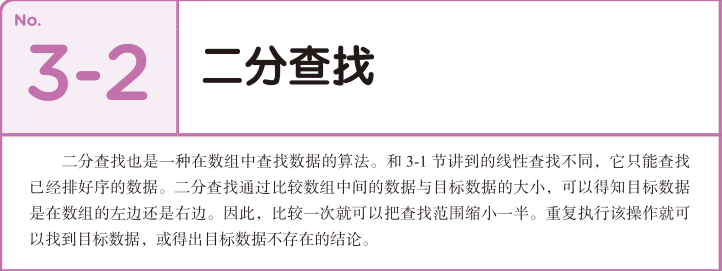 No.
3-2
二分查找
二分查找也是一种在数组中查找数据的算法。和 3-1 节讲到的线性查找不同，它只能查找
已经排好序的数据。二分查找通过比较数组中间的数据与目标数据的大小，可以得知目标数据
是在数组的左边还是右边。因此，比较一次就可以把查找范围缩小一半。重复执行该操作就可
以找到目标数据，或得出目标数据不存在的结论。